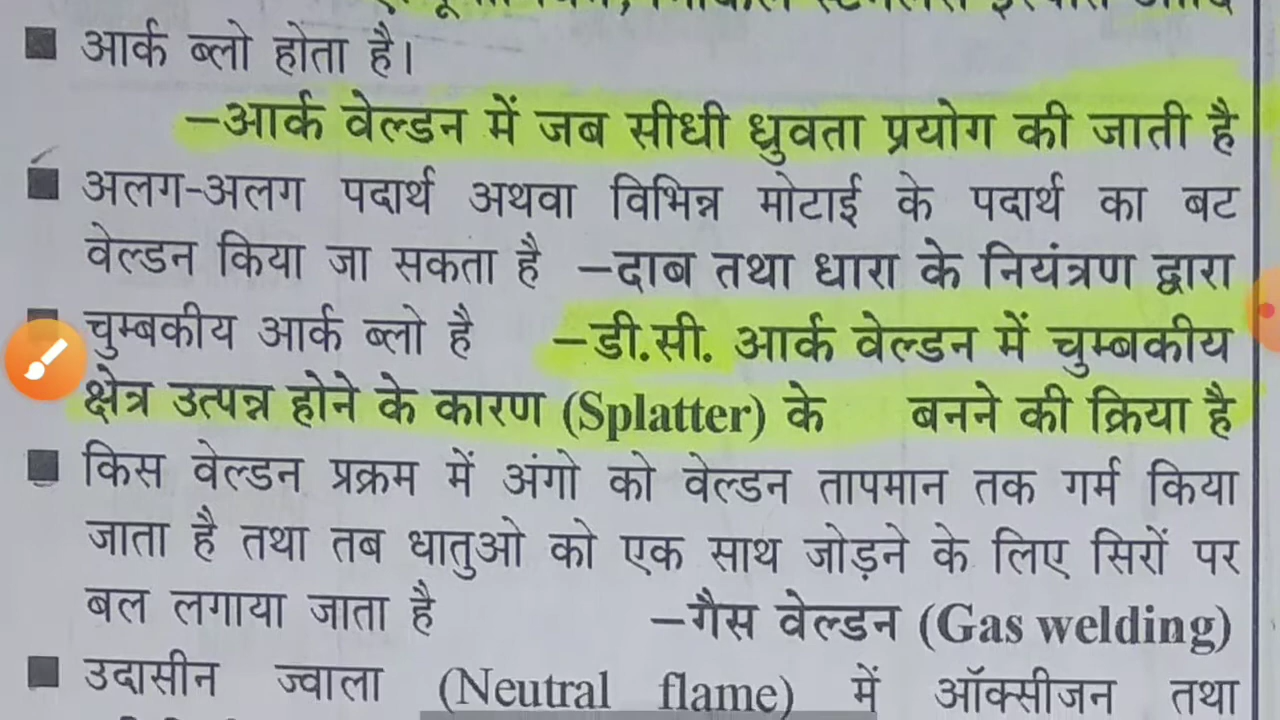 ■ आर्क ब्लो होता है।
–आर्क वेल्डन में जब सीधी ध्रुवता प्रयोग की जाती है
■ अलग-अलग पदार्थ अथवा विभिन्न मोटाई के पदार्थ का बट
वेल्डन किया जा सकता है –दाब तथा धारा के नियंत्रण द्वारा
■ चुम्बकीय आर्क ब्लो है –डी.सी. आर्क वेल्डन में चुम्बकीय
क्षेत्र उत्पन्न होने के कारण (Splatter) के बनने की क्रिया है
■ किस वेल्डन प्रक्रम में अंगो को वेल्डन तापमान तक गर्म किया
जाता है तथा तब धातुओ को एक साथ जोड़ने के लिए सिरों पर
बल लगाया जाता है –गैस वेल्डन (Gas welding)
■ उदासीन ज्वाला (Neutral flame) में ऑक्सीजन तथा